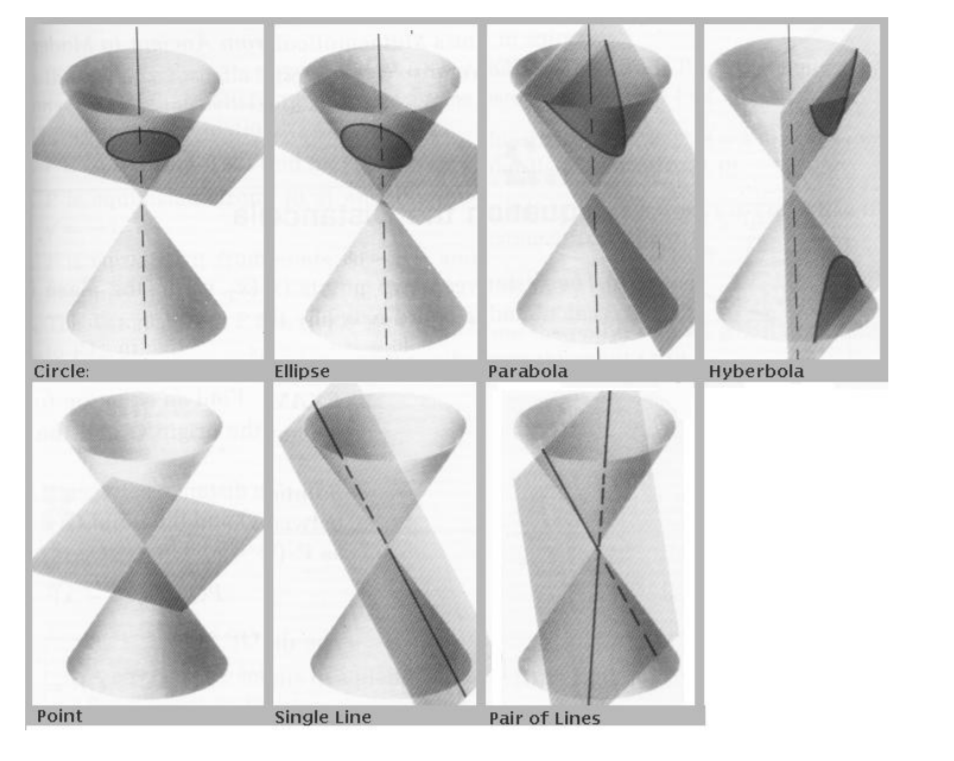 Circle:
Ellipse
Parabola
Hyberbola
Point
Single Line
Pair of Lines